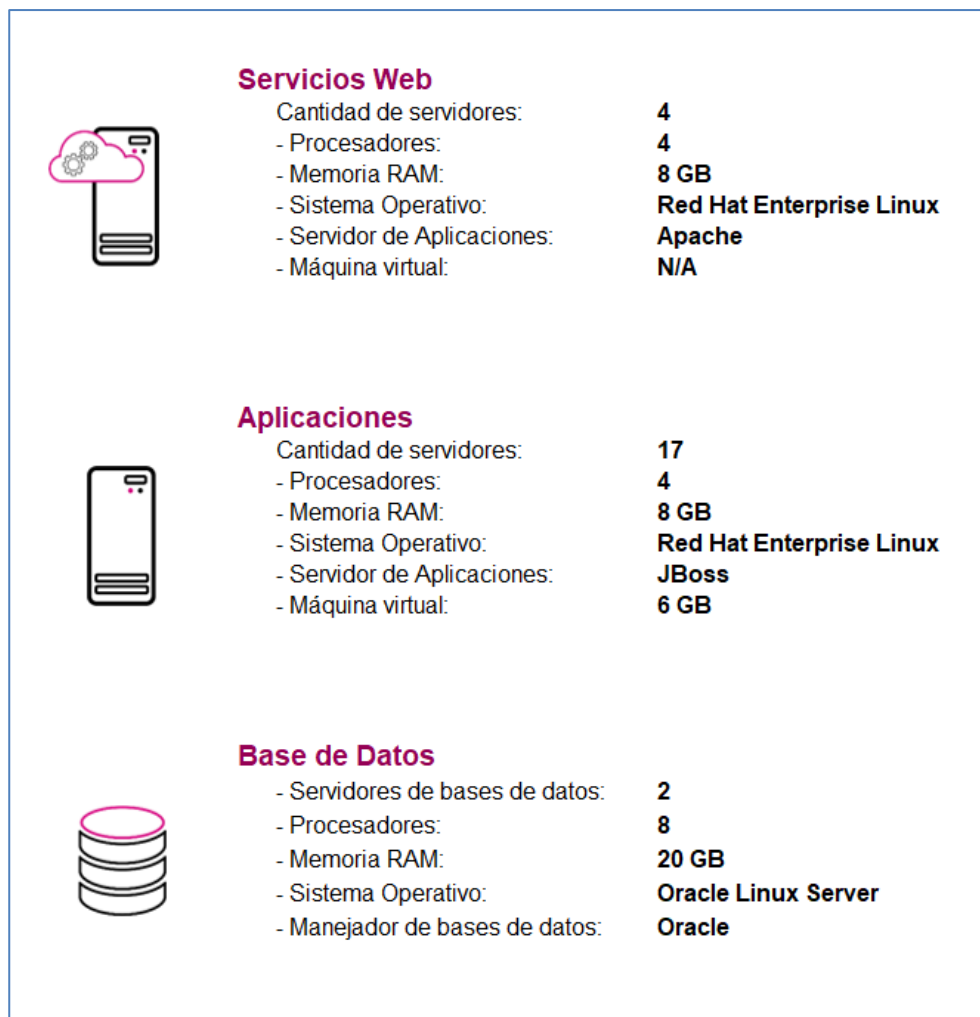 Servicios Web
Cantidad de servidores: 4
- Procesadores: 4
- Memoria RAM: 8 GB
- Sistema Operativo: Red Hat Enterprise Linux
- Servidor de Aplicaciones: Apache
- Máquina virtual: N/A
Aplicaciones
Cantidad de servidores: 17
- Procesadores: 4
- Memoria RAM: 8 GB
- Sistema Operativo: Red Hat Enterprise Linux
- Servidor de Aplicaciones: JBoss
- Máquina virtual: 6 GB
Base de Datos
- Servidores de bases de datos: 2
- Procesadores: 8
- Memoria RAM: 20 GB
- Sistema Operativo: Oracle Linux Server
- Manejador de bases de datos: Oracle